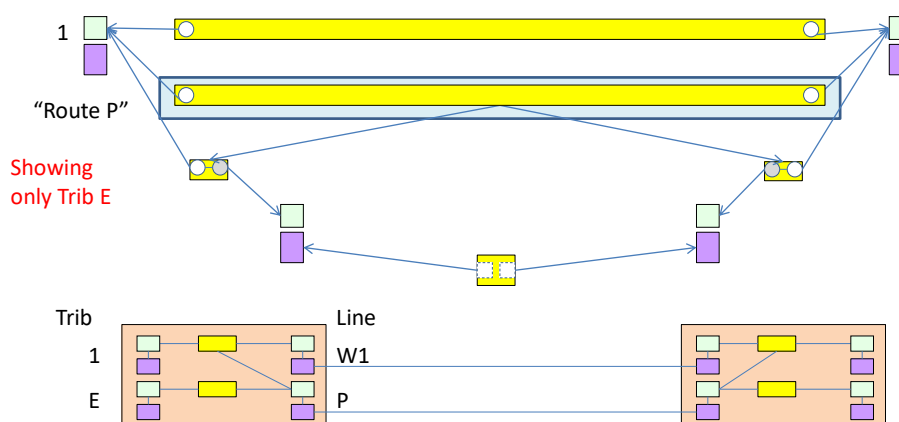 1
“Route P”
Showing
only Trib E
Trib
Line
1
W1
E
P